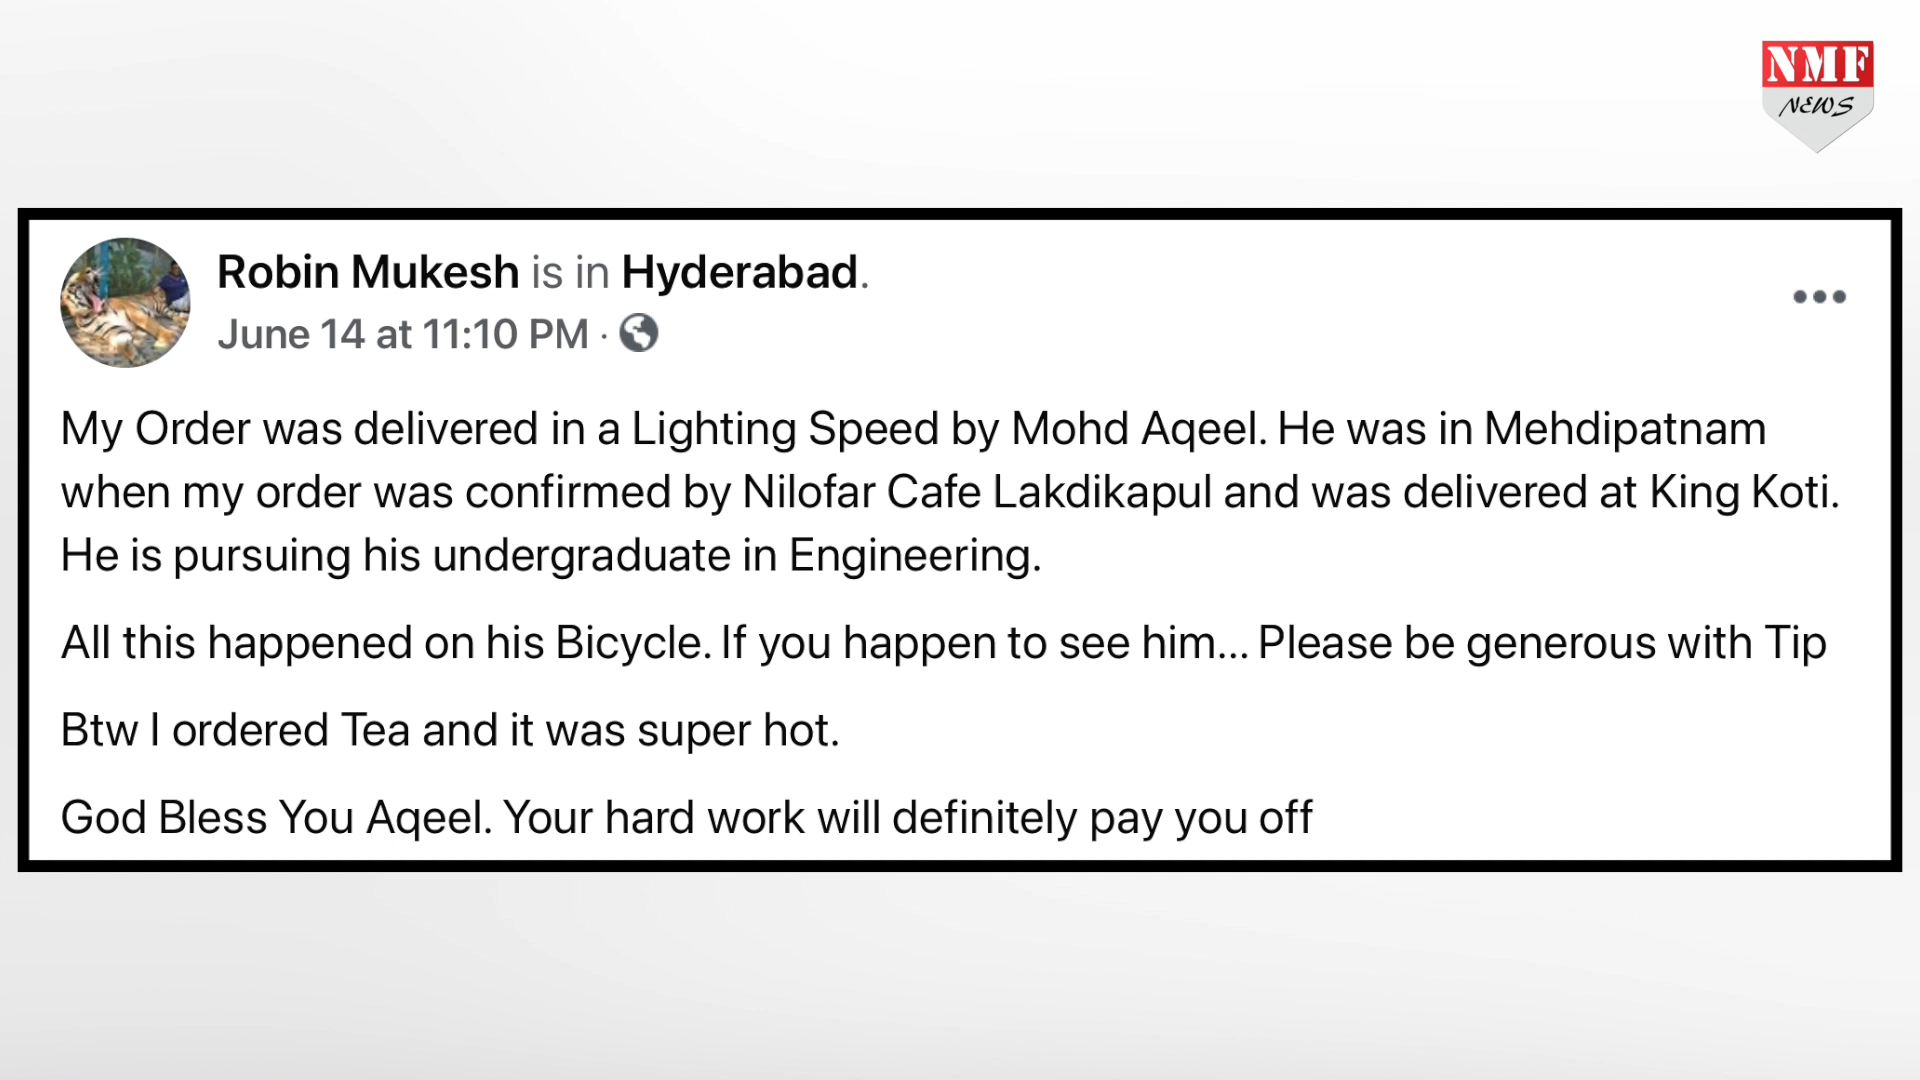 NMF
NEWS
Robin Mukesh is in Hyderabad.
June 14 at 11:10 PM ·
My Order was delivered in a Lighting Speed by Mohd Aqeel. He was in Mehdipatnam
when my order was confirmed by Nilofar Cafe Lakdikapul and was delivered at King Koti.
He is pursuing his undergraduate in Engineering.
All this happened on his Bicycle. If you happen to see him... Please be generous with Tip
Btw I ordered Tea and it was super hot.
God Bless You Aqeel. Your hard work will definitely pay you off